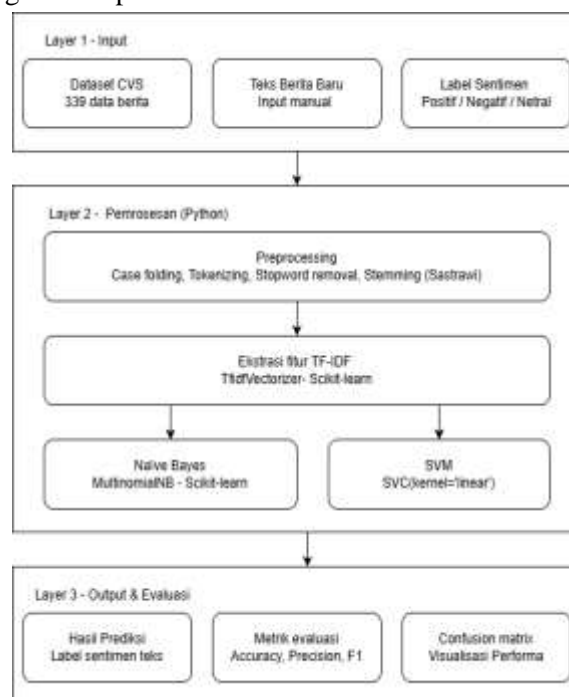 Layer 1 - Input
Dataset CVS
339 data berita
Teks Berita Baru
Input manual
Label Sentimen
Positif / Negatif / Netral
Layer 2 - Pemrosesan (Python)
Preprocessing
Case folding, Tokenizing, Stopword removal, Stemming (Sastrawi)
Ekstrasi fitur TF-IDF
TfidfVectorizer- Scikit-learn
Naive Bayes
MultinomialNB - Scikit-learn
SVM
SVC(kernel='linear')
Layer 3 - Output & Evaluasi
Hasil Prediksi
Label sentimen teks
Metrik evaluasi
Accuracy, Precision, F1
Confusion matrix
Visualisasi Performa